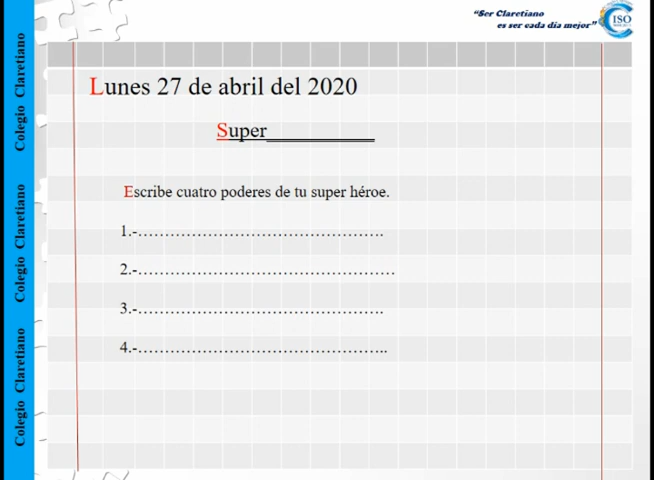 “Ser Claretiano
es ser cada día mejor”
ISO
Lunes 27 de abril del 2020
Super___________
Escribe cuatro poderes de tu super héroe.
1.-…………………………………………
2.-……………………………………………
3.-…………………………………………
4.-…………………………………………..
Colegio Claretiano
Colegio Claretiano
Colegio Claretiano